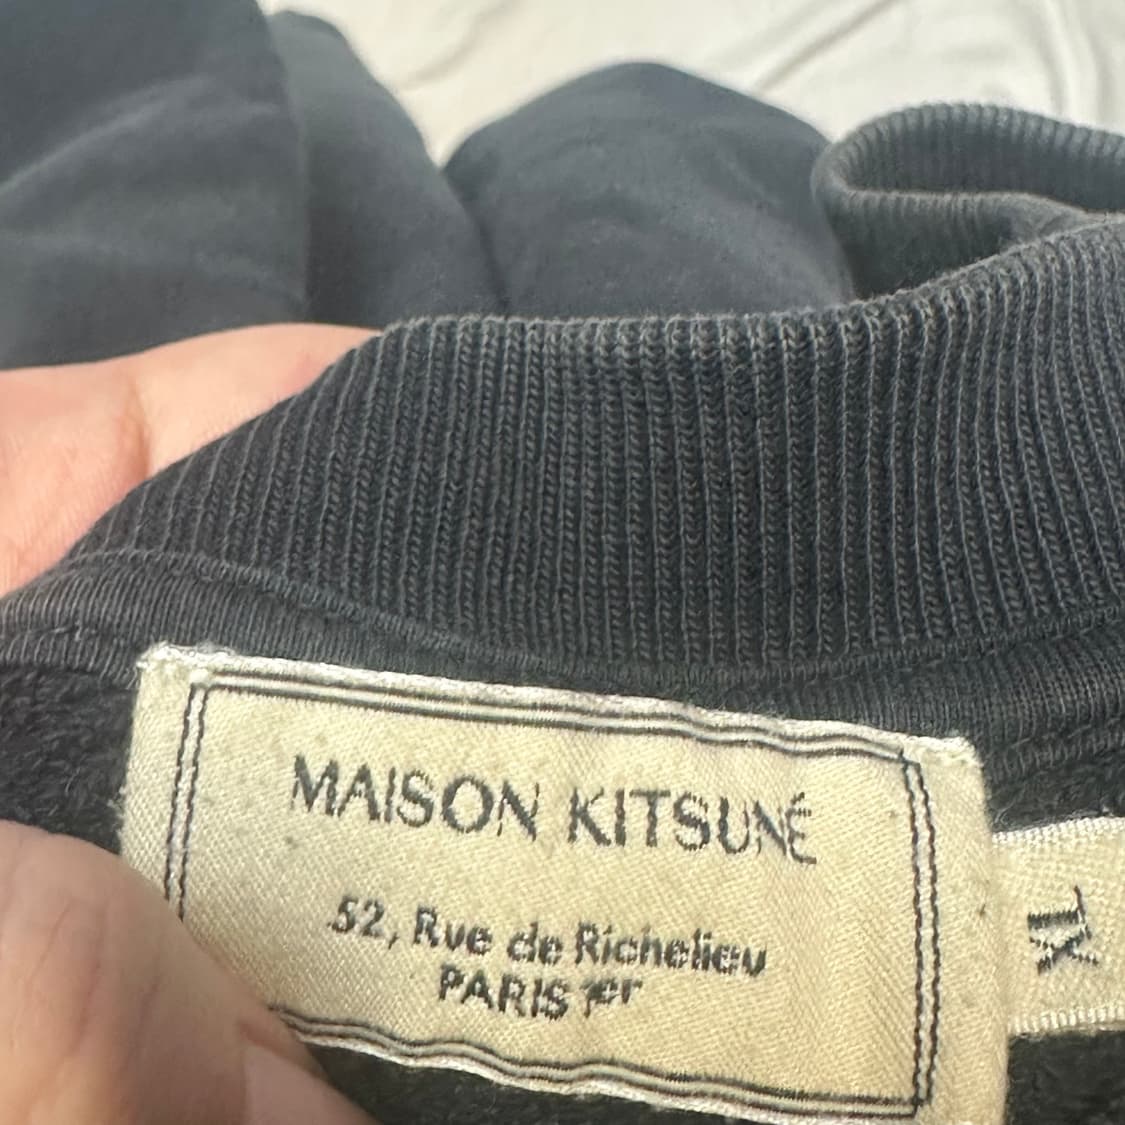 MAISON KITSUNÉ
52, Rue de Richelieu
PARIS 1er
XL